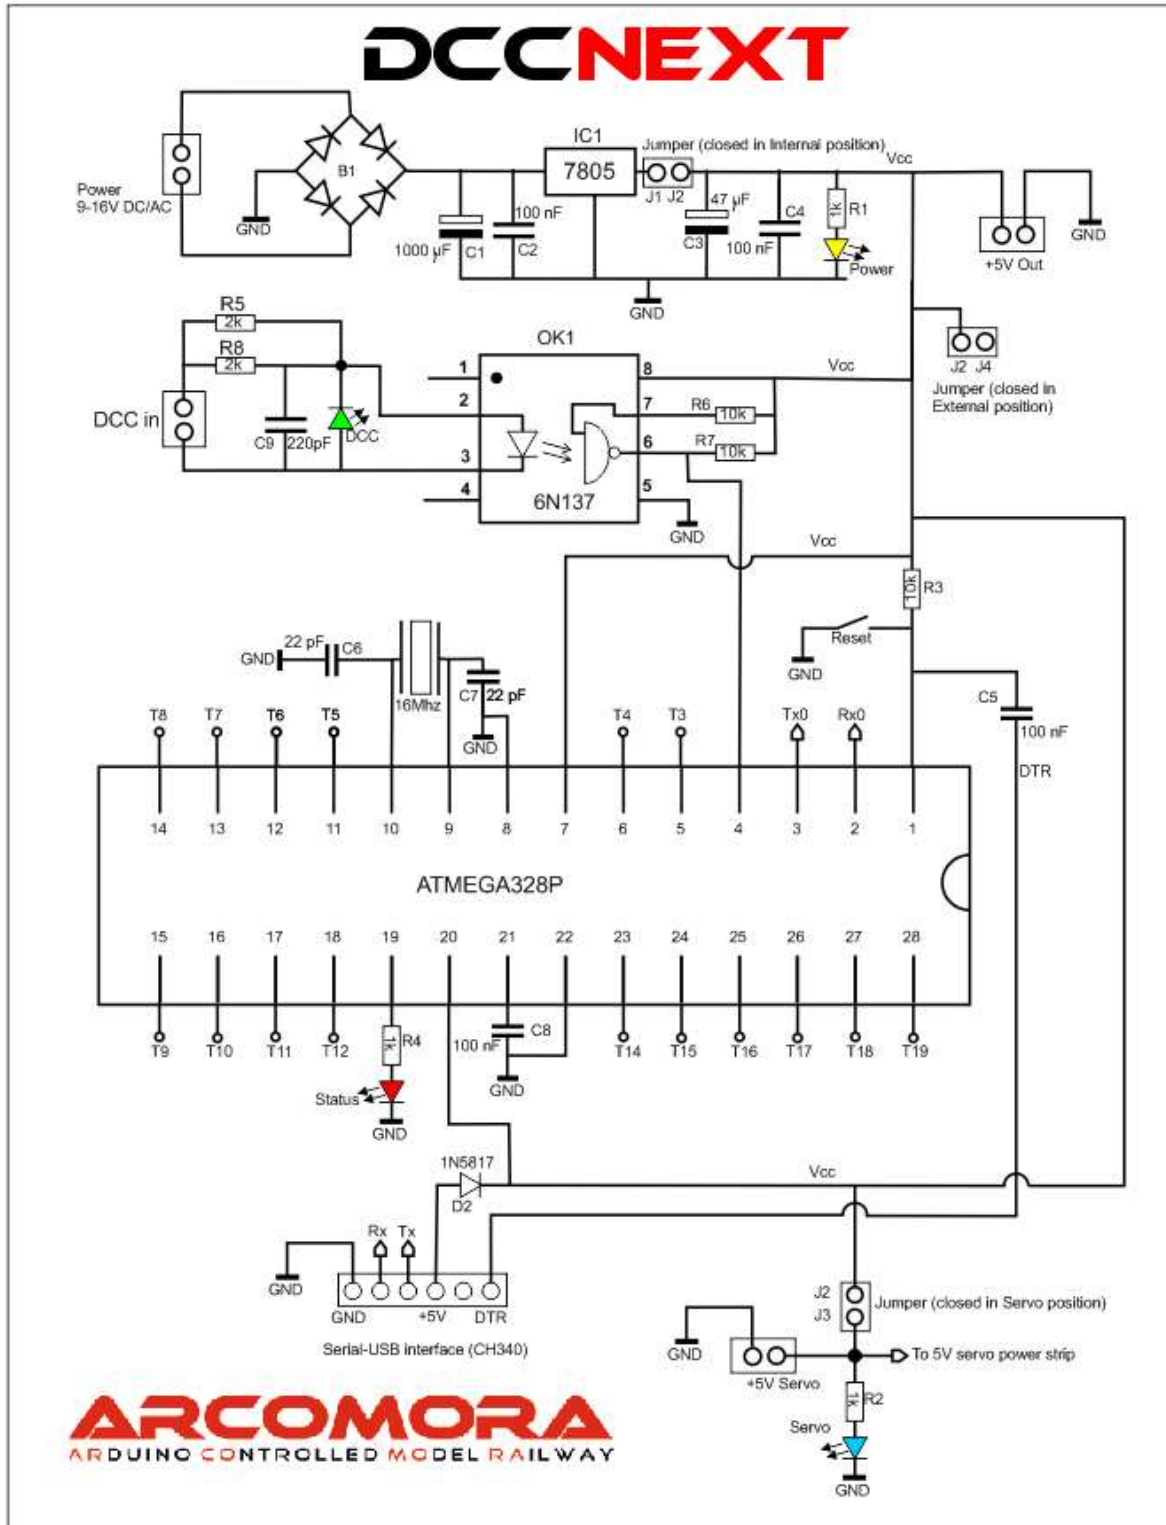 DCCNEXT
Power
9-16V DC/AC
GND
B1
1000 µF
C1
100 nF
C2
IC1
7805
Jumper (closed in Internal position)
J1 J2
47 µF
C3
100 nF
C4
1k
R1
Power
Vcc
+5V Out
GND
GND
J2 J4
Jumper (closed in
External position)
R5
2k
R8
2k
DCC in
C9
220pF
DCC
OK1
1
2
3
4
8
7
6
5
6N137
R6
10k
R7
10k
Vcc
GND
Vcc
10k
R3
Reset
GND
C5
100 nF
DTR
GND
22 pF
C6
16Mhz
C7
22 pF
GND
T8
T7
T6
T5
T4
T3
Tx0
Rx0
14
13
12
11
10
9
8
7
6
5
4
3
2
1
ATMEGA328P
15
16
17
18
19
20
21
22
23
24
25
26
27
28
T9
T10
T11
T12
1k
R4
100 nF
C8
T14
T15
T16
T17
T18
T19
Status
GND
GND
1N5817
D2
Vcc
GND
Rx
Tx
GND
+5V
DTR
Serial-USB interface (CH340)
J2
J3
Jumper (closed in Servo position)
GND
+5V Servo
To 5V servo power strip
1k
R2
Servo
GND
ARCOMORA
ARDUINO CONTROLLED MODEL RAILWAY